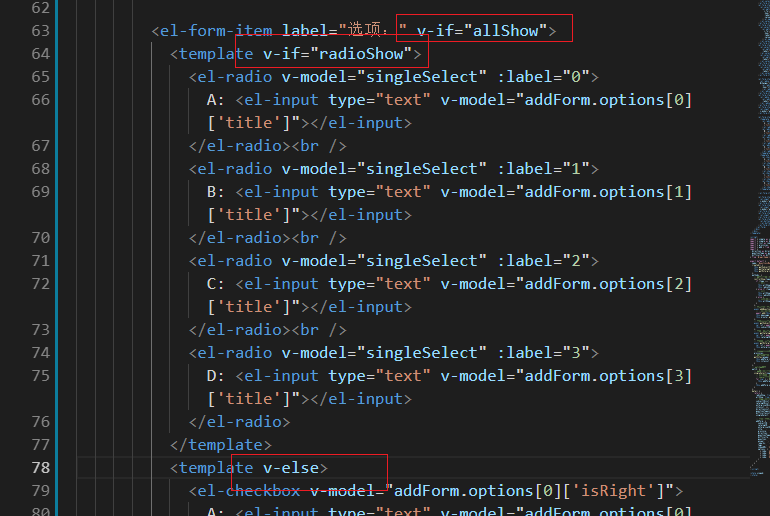 62
63 <el-form-item label="选项：" v-if="allShow">
64 <template v-if="radioShow">
65 <el-radio v-model="singleSelect" :label="0">
66 A: <el-input type="text" v-model="addForm.options[0]
['title']"></el-input>
67 </el-radio><br />
68 <el-radio v-model="singleSelect" :label="1">
69 B: <el-input type="text" v-model="addForm.options[1]
['title']"></el-input>
70 </el-radio><br />
71 <el-radio v-model="singleSelect" :label="2">
72 C: <el-input type="text" v-model="addForm.options[2]
['title']"></el-input>
73 </el-radio><br />
74 <el-radio v-model="singleSelect" :label="3">
75 D: <el-input type="text" v-model="addForm.options[3]
['title']"></el-input>
76 </el-radio>
77 </template>
78 <template v-else>
79 <el-checkbox v-model="addForm.options[0]['isRight']">
80 A: <el-input type="text" v-model="addForm.options[0]